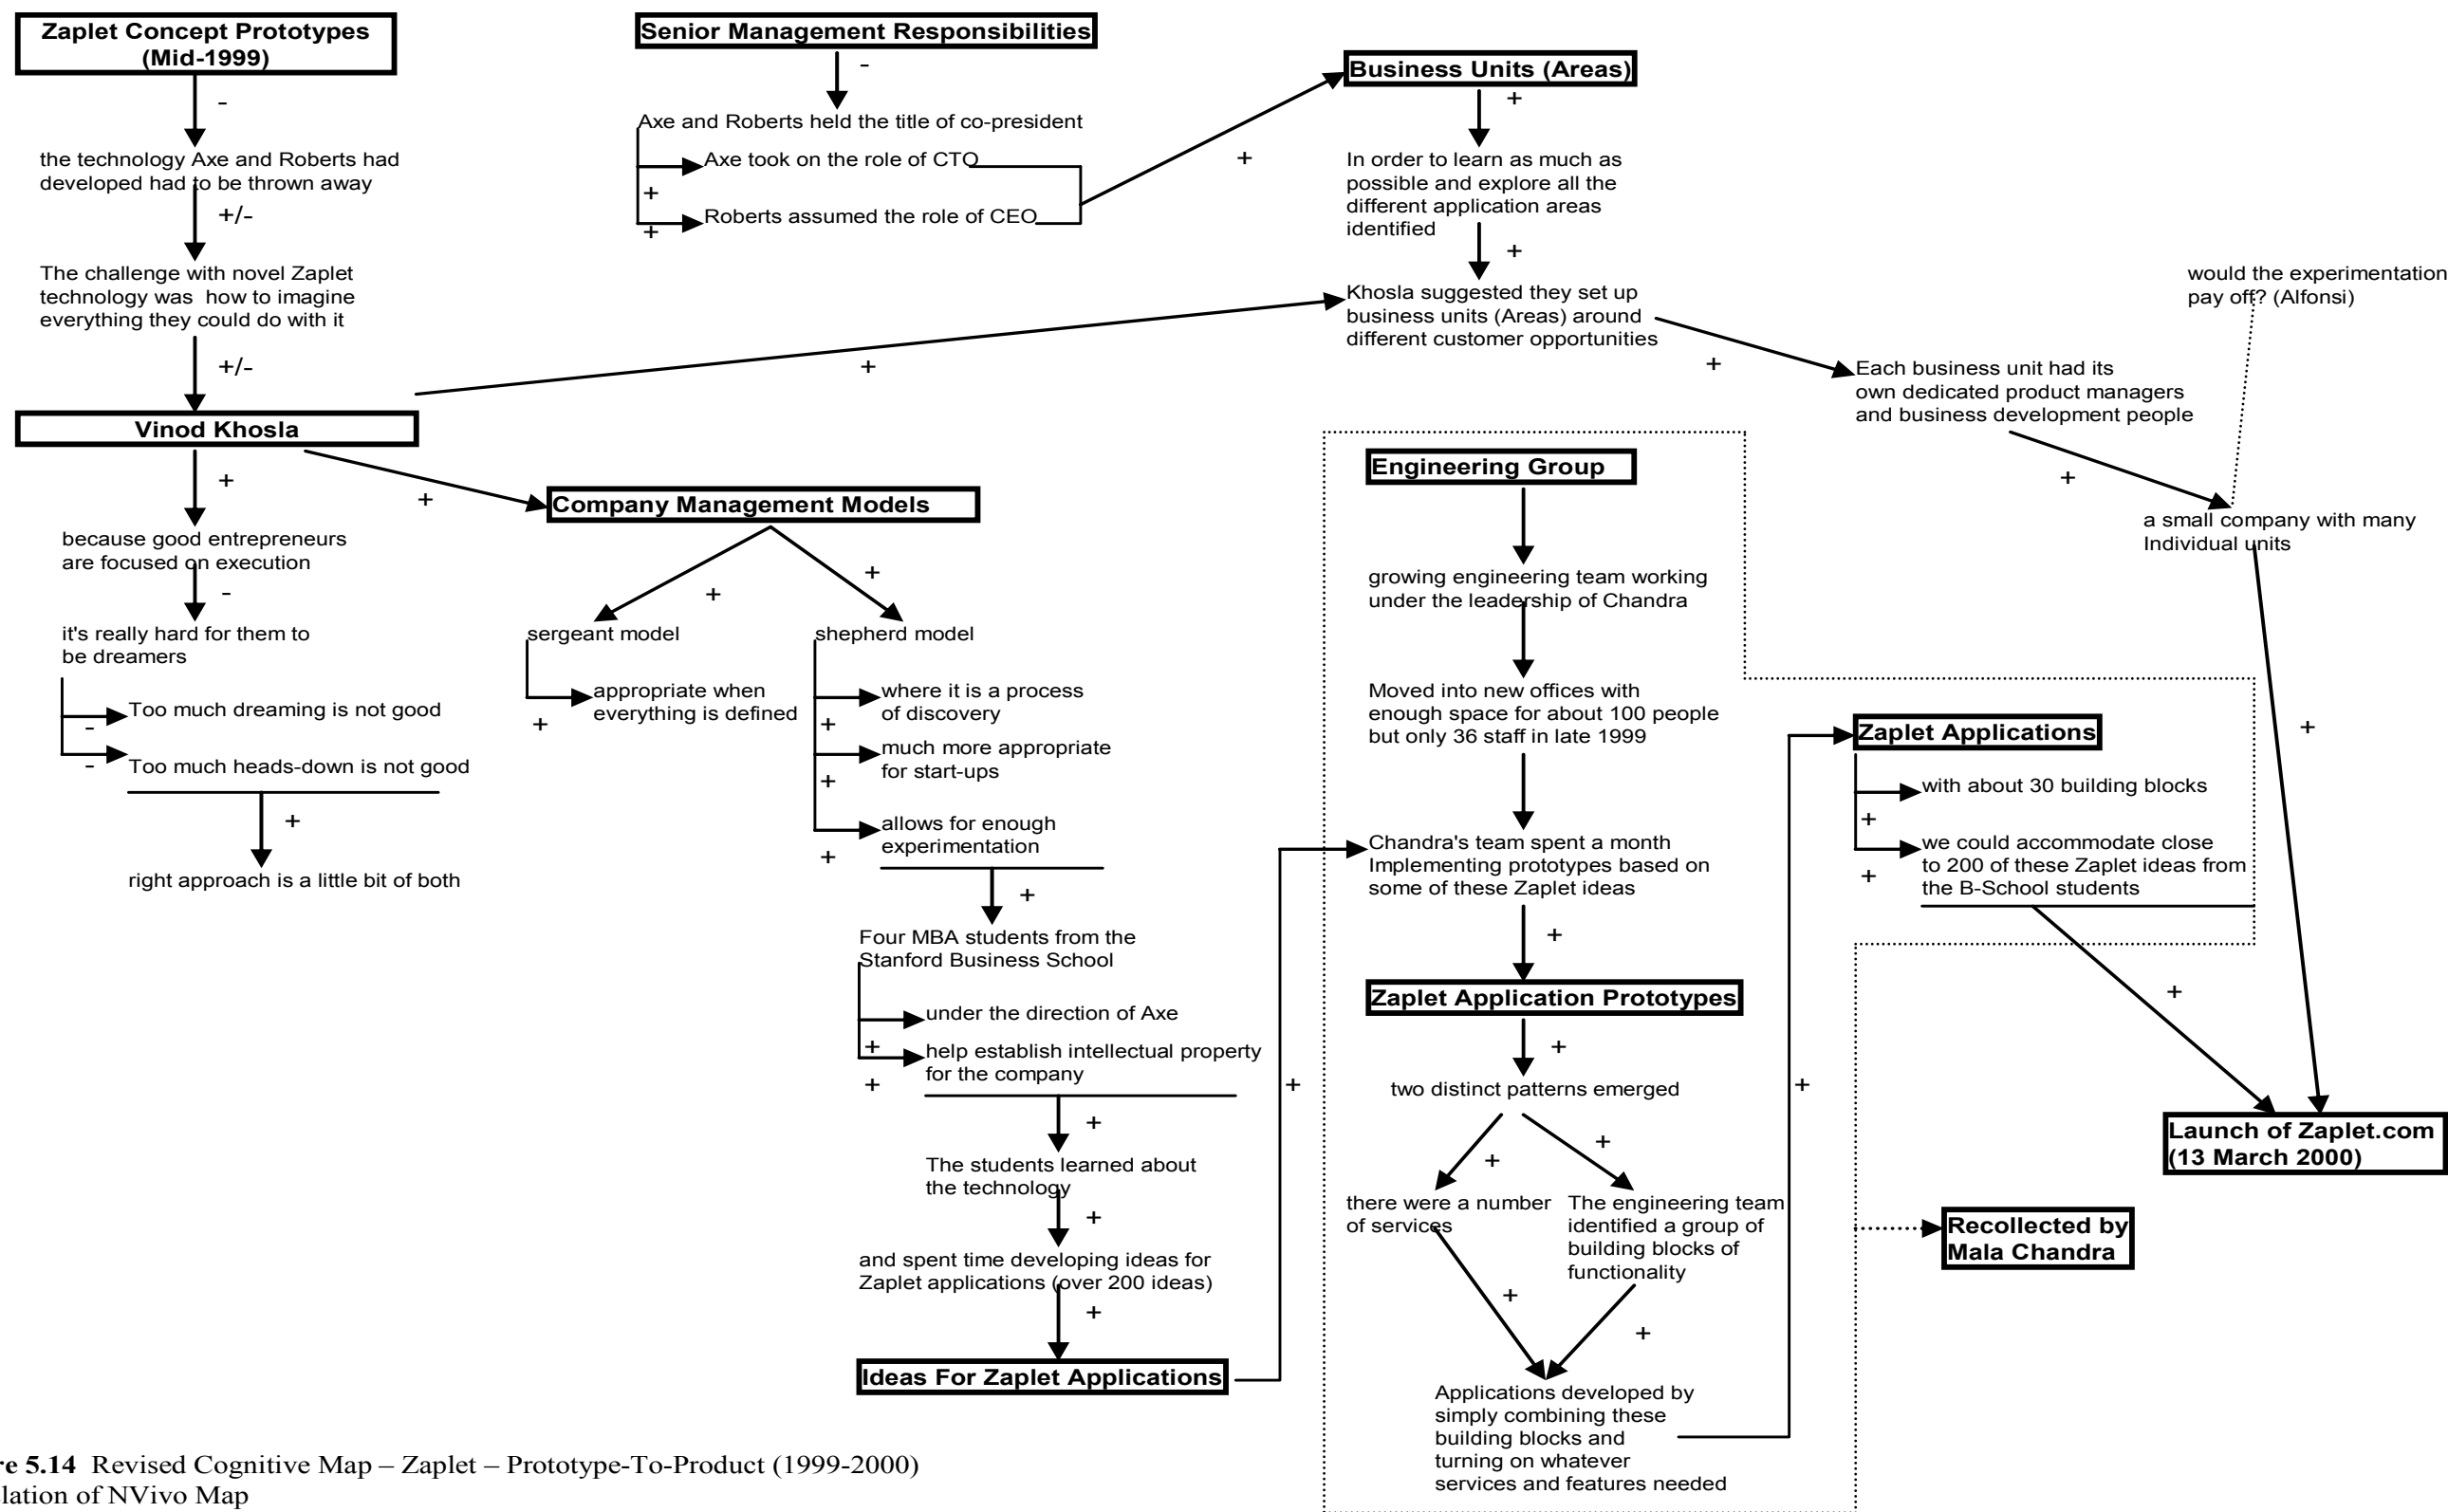 Zaplet Concept Prototypes
(Mid-1999)
-
the technology Axe and Roberts had
developed had to be thrown away
+/-
The challenge with novel Zaplet
technology was how to imagine
everything they could do with it
+/-
Vinod Khosla
+
because good entrepreneurs
are focused on execution
-
it's really hard for them to
be dreamers
Too much dreaming is not good
-
Too much heads-down is not good
-
+
right approach is a little bit of both
Senior Management Responsibilities
-
Axe and Roberts held the title of co-president
Axe took on the role of CTO
+
Roberts assumed the role of CEO
+
+
Business Units (Areas)
+
In order to learn as much as
possible and explore all the
different application areas
identified
+
Khosla suggested they set up
business units (Areas) around
different customer opportunities
+
+
Each business unit had its
own dedicated product managers
and business development people
+
would the experimentation
pay off? (Alfonsi)
a small company with many
Individual units
+
+
Company Management Models
+
+
sergeant model
appropriate when
everything is defined
+
shepherd model
where it is a process
of discovery
+
much more appropriate
for start-ups
+
allows for enough
experimentation
+
+
Four MBA students from the
Stanford Business School
under the direction of Axe
+
help establish intellectual property
for the company
+
+
The students learned about
the technology
+
and spent time developing ideas for
Zaplet applications (over 200 ideas)
+
Ideas For Zaplet Applications
+
Engineering Group
growing engineering team working
under the leadership of Chandra
Moved into new offices with
enough space for about 100 people
but only 36 staff in late 1999
Chandra's team spent a month
Implementing prototypes based on
some of these Zaplet ideas
+
Zaplet Application Prototypes
+
two distinct patterns emerged
+
+
there were a number
of services
The engineering team
identified a group of
building blocks of
functionality
+
+
Applications developed by
simply combining these
building blocks and
turning on whatever
services and features needed
+
Zaplet Applications
with about 30 building blocks
+
we could accommodate close
to 200 of these Zaplet ideas from
the B-School students
+
+
Launch of Zaplet.com
(13 March 2000)
Recollected by
Mala Chandra
re 5.14 Revised Cognitive Map – Zaplet – Prototype-To-Product (1999-2000)
lation of NVivo Map